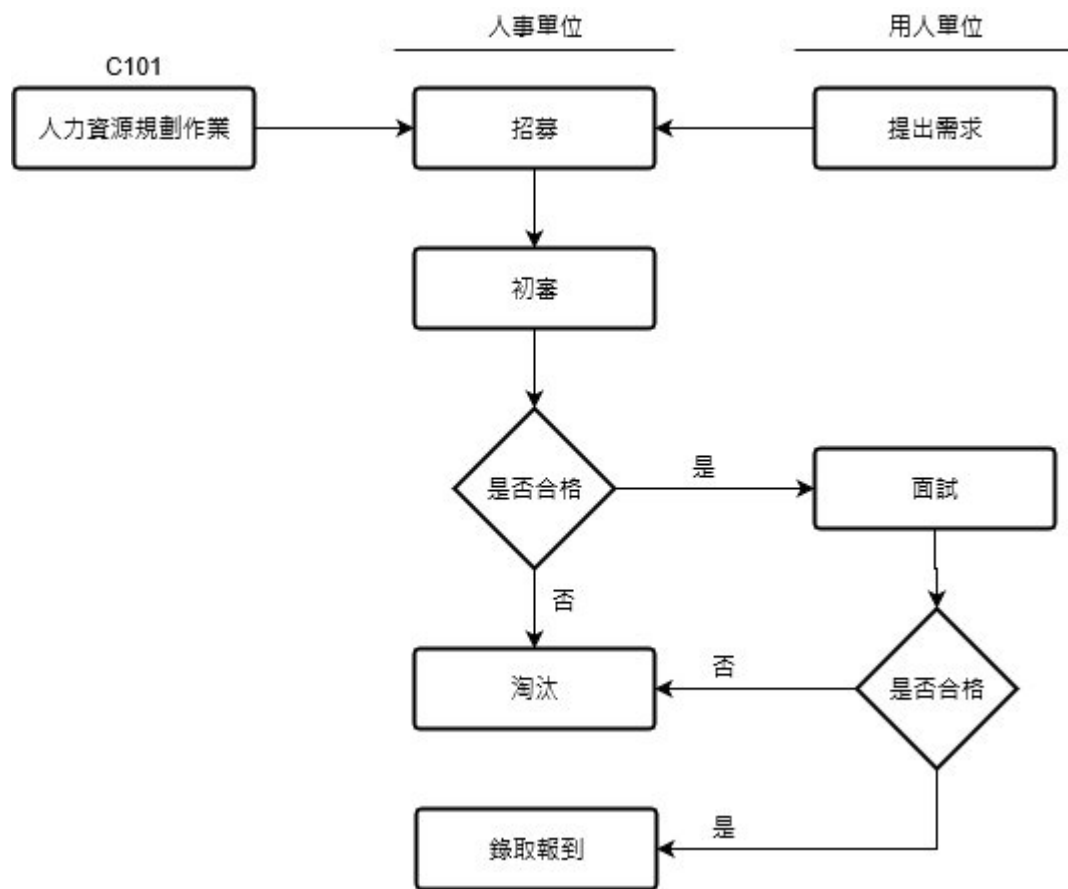 人事單位
用人單位
C101
人力資源規劃作業
招募
提出需求
初審
是否合格
是
面試
否
淘汰
否
是否合格
錄取報到
是